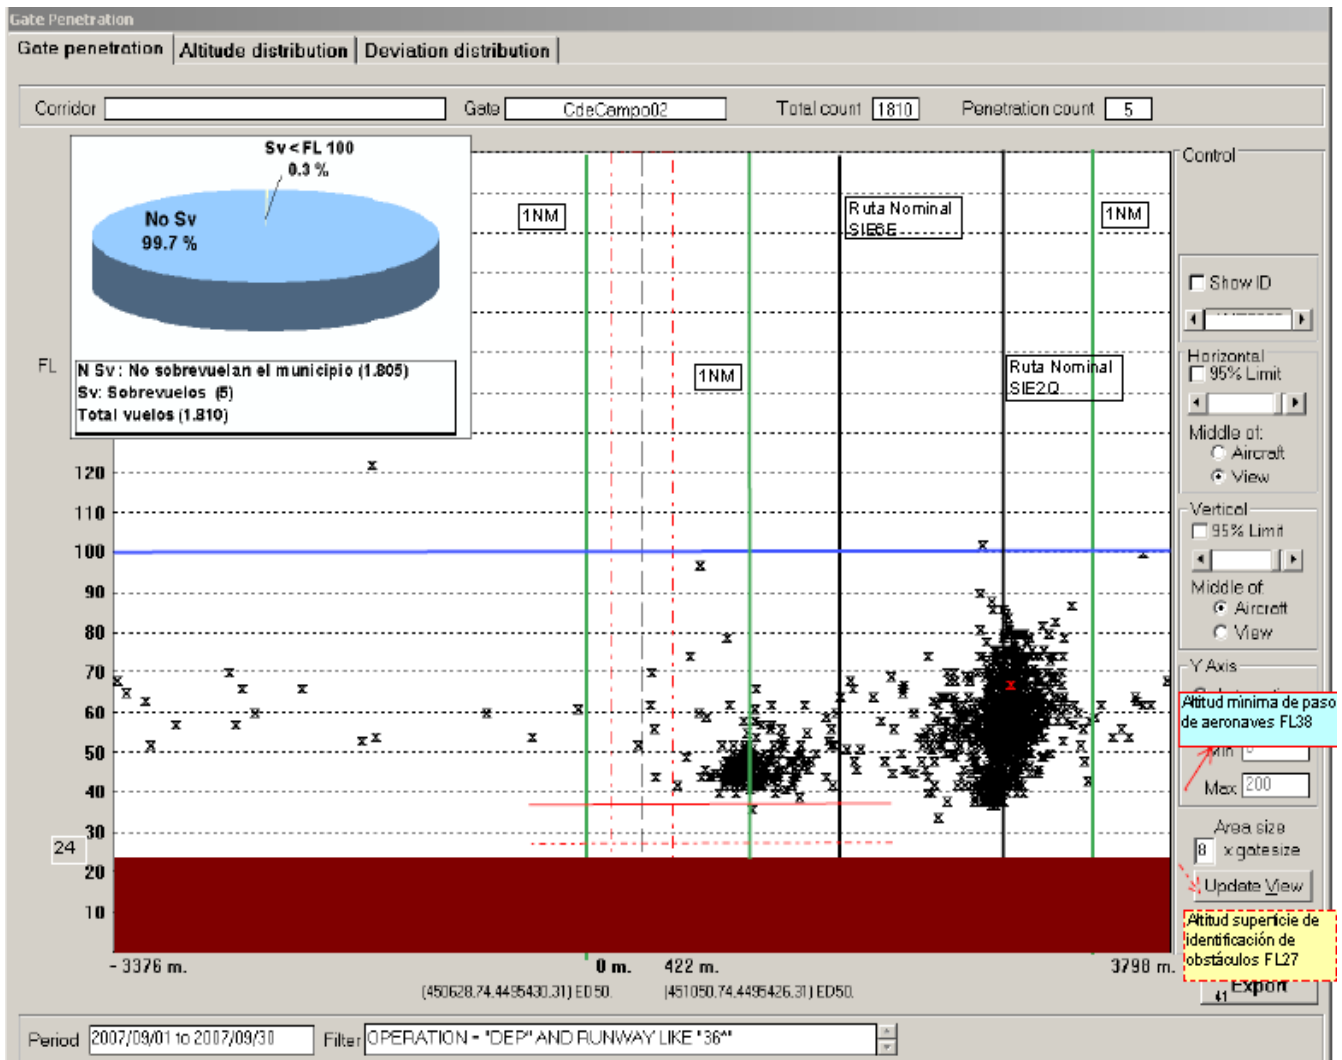 Gate Penetration
Gate penetration Altitude distribution Deviation distribution
Corridor Gate CdeCampo02 Total count 1810 Penetration count 5
Sv < FL 100
0.3 %
No Sv
99.7 %
N Sv : No sobrevuelan el municipio (1.805)
Sv: Sobrevuelos (5)
Total vuelos (1.810)
1NM
Ruta Nominal
SIE6E
1NM
1NM
Ruta Nominal
SIE2Q
FL
120
110
100
90
80
70
60
50
40
30
24
20
10
- 3376 m.
0 m.
422 m.
3798 m.
(450628.74.4495430.31) ED50.
(451050.74.4495426.31) ED50.
Control
Show ID
Horizontal
95% Limit
Middle of:
Aircraft
View
Vertical
95% Limit
Middle of:
Aircraft
View
Y Axis
Altitud mínima de paso
de aeronaves FL38
Min
Max 200
Area size
8 x gatesize
Update View
Altitud superficie de
identificación de
obstáculos FL27
41
Export
Period 2007/09/01 to 2007/09/30 Filter OPERATION = "DEP" AND RUNWAY LIKE "36*"